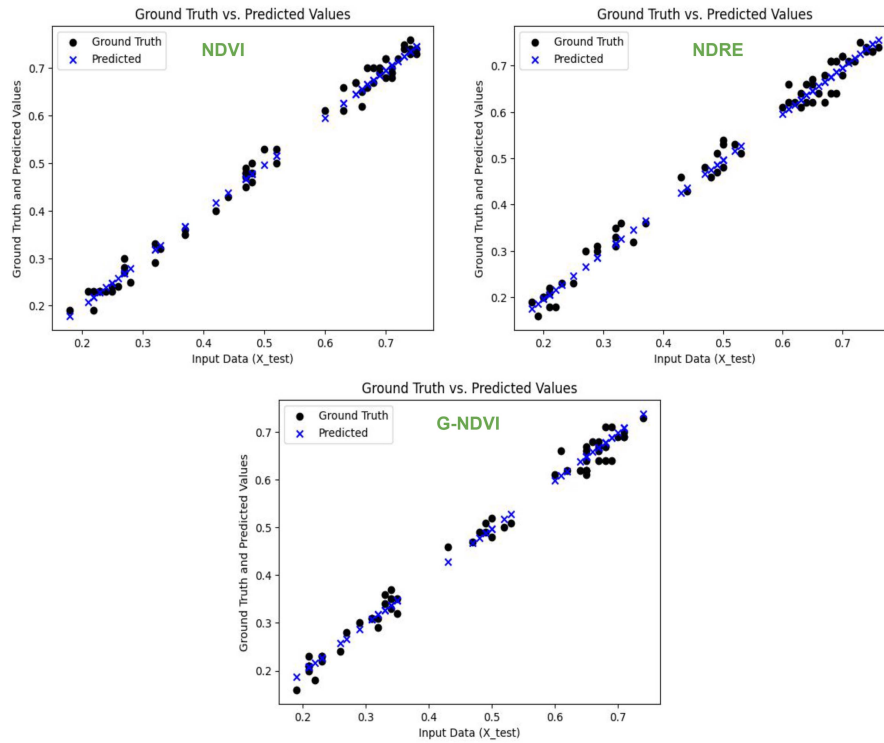 Ground Truth vs. Predicted Values
Ground Truth
Predicted
NDVI
Ground Truth and Predicted Values
0.7
0.6
0.5
0.4
0.3
0.2
0.2 0.3 0.4 0.5 0.6 0.7
Input Data (X_test)
Ground Truth vs. Predicted Values
Ground Truth
Predicted
NDRE
Ground Truth and Predicted Values
0.7
0.6
0.5
0.4
0.3
0.2
0.2 0.3 0.4 0.5 0.6 0.7
Input Data (X_test)
Ground Truth vs. Predicted Values
Ground Truth
Predicted
G-NDVI
Ground Truth and Predicted Values
0.7
0.6
0.5
0.4
0.3
0.2
0.2 0.3 0.4 0.5 0.6 0.7
Input Data (X_test)